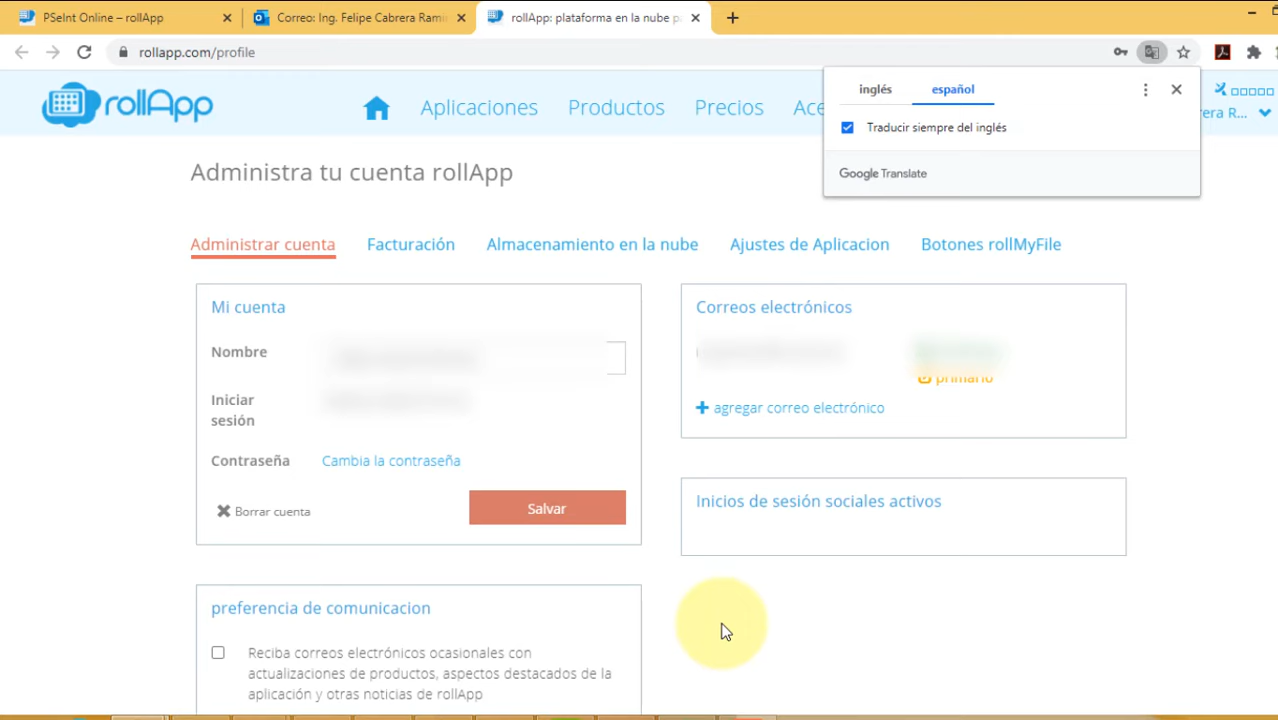 PSeInt Online – rollApp
Correo: Ing. Felipe Cabrera Rami
rollApp: plataforma en la nube p
rollapp.com/profile
rollApp
Aplicaciones
Productos
Precios
Ace
rera R...
inglés
español
Traducir siempre del inglés
Google Translate
Administra tu cuenta rollApp
Administrar cuenta
Facturación
Almacenamiento en la nube
Ajustes de Aplicacion
Botones rollMyFile
Mi cuenta
Nombre
Iniciar
sesión
Contraseña
Cambia la contraseña
Borrar cuenta
Salvar
Correos electrónicos
primario
agregar correo electrónico
Inicios de sesión sociales activos
preferencia de comunicacion
Reciba correos electrónicos ocasionales con
actualizaciones de productos, aspectos destacados de la
aplicación y otras noticias de rollApp